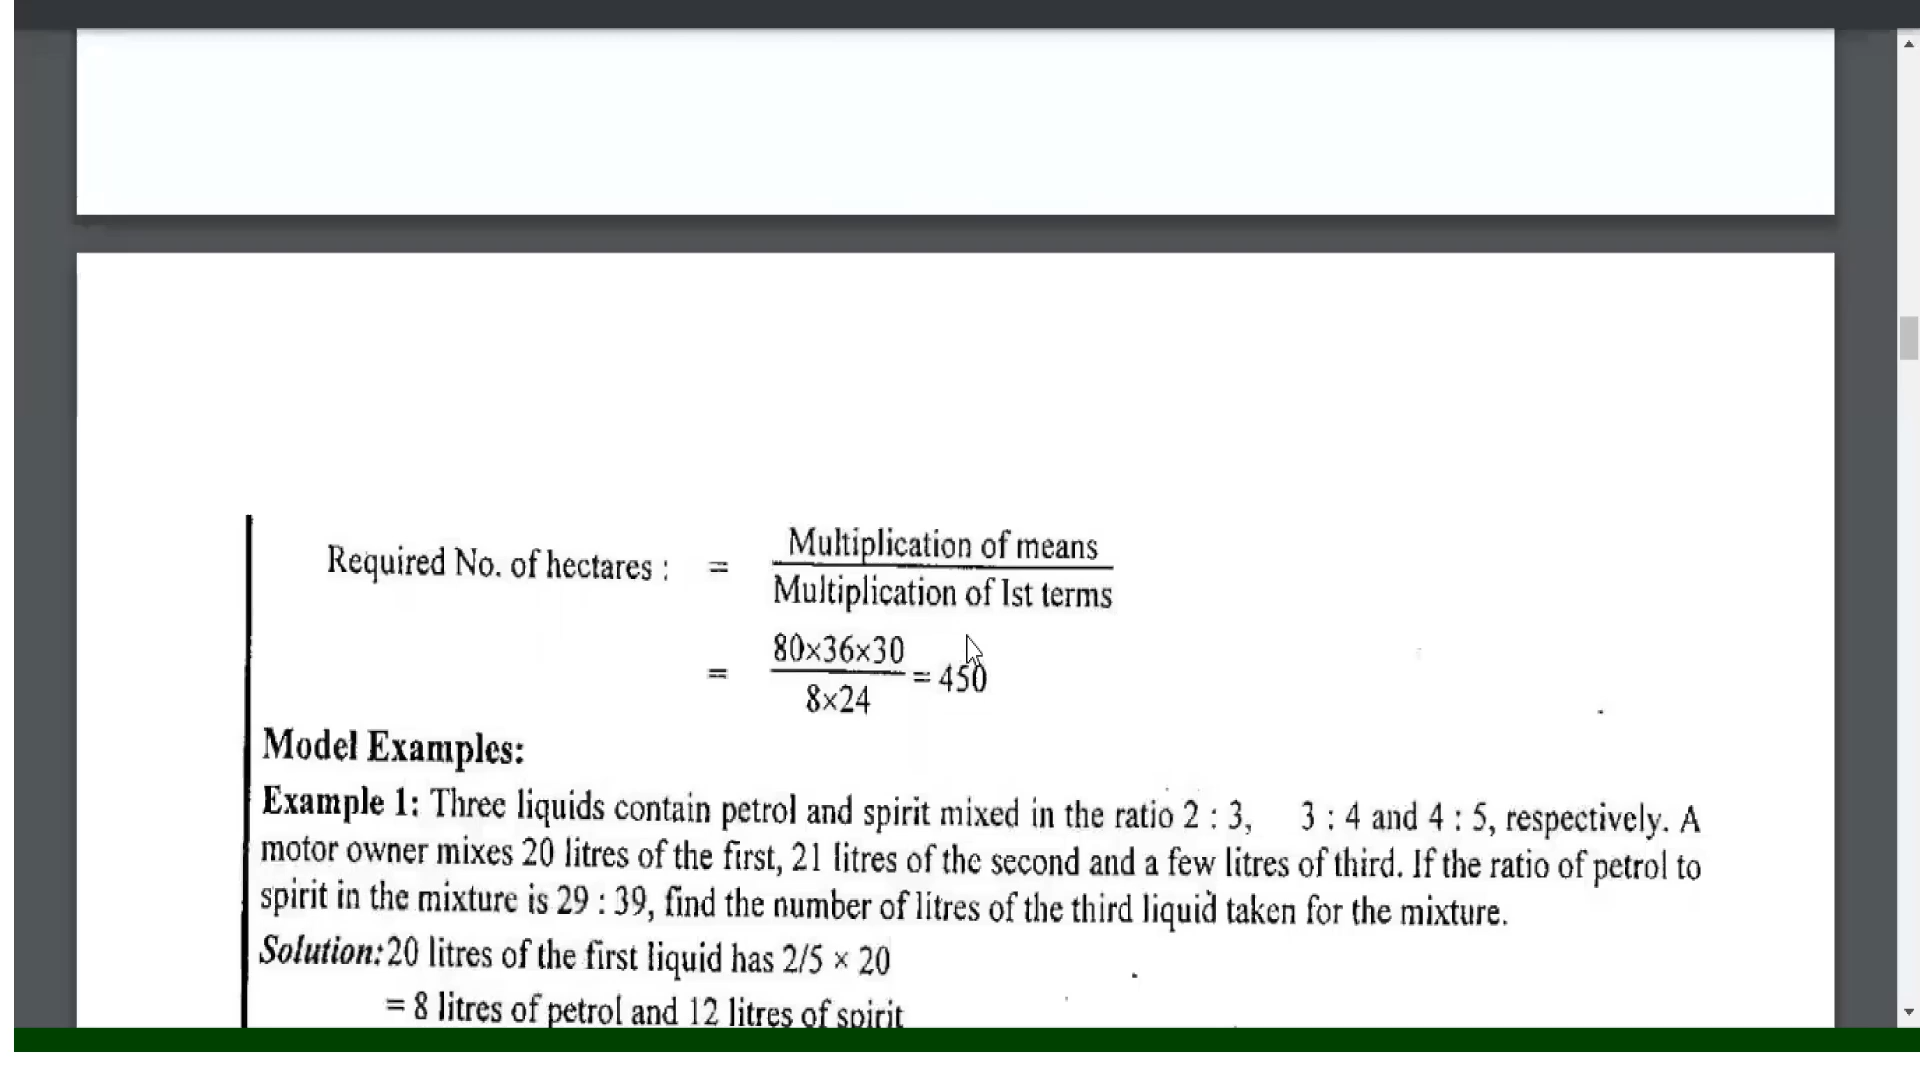 Required No. of hectares : = Multiplication of means
Multiplication of Ist terms
= 80×36×30
8×24
= 450
Model Examples:
Example 1: Three liquids contain petrol and spirit mixed in the ratio 2 : 3, 3 : 4 and 4 : 5, respectively. A
motor owner mixes 20 litres of the first, 21 litres of the second and a few litres of third. If the ratio of petrol to
spirit in the mixture is 29 : 39, find the number of litres of the third liquid taken for the mixture.
Solution: 20 litres of the first liquid has 2/5 × 20
= 8 litres of petrol and 12 litres of spirit